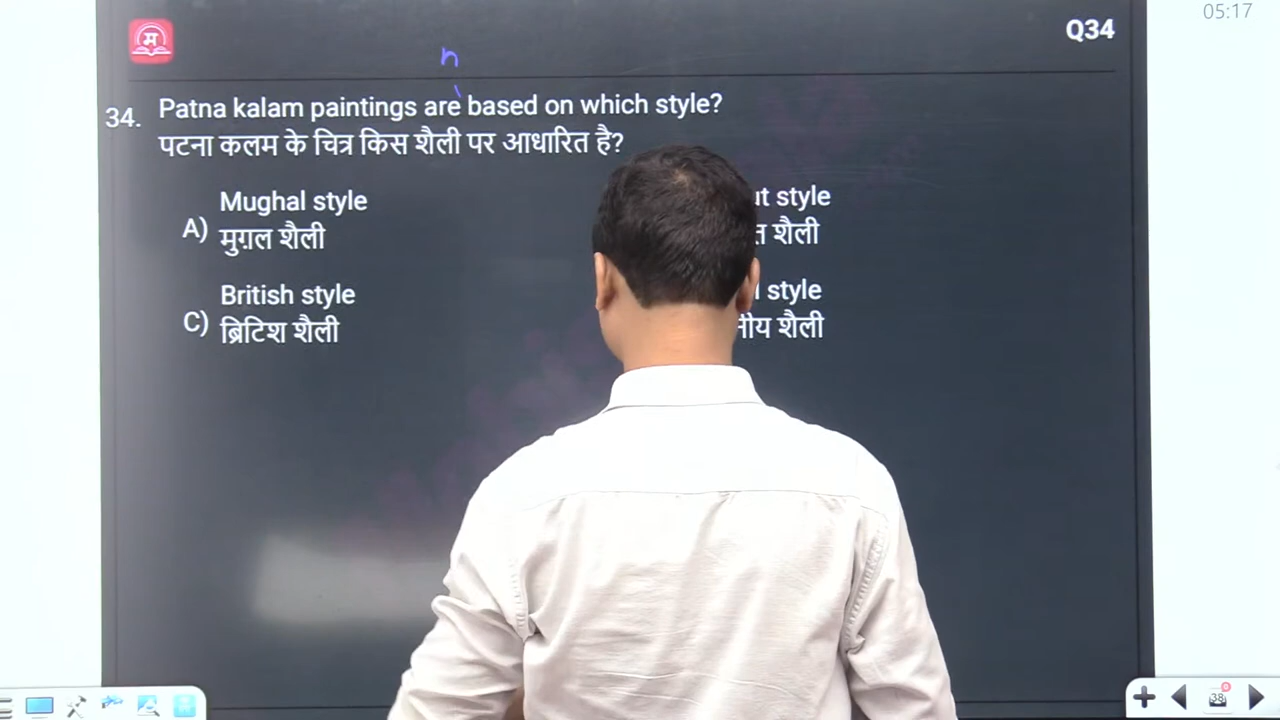 05:17
म
Q34
n
34. Patna kalam paintings are based on which style?
पटना कलम के चित्र किस शैली पर आधारित है?
Mughal style
A) मुग़ल शैली
style
शैली
British style
C) ब्रिटिश शैली
style
शैली
38